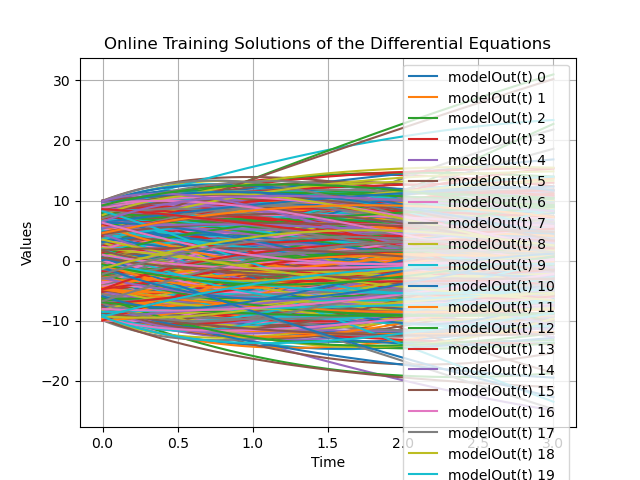 Online Training Solutions of the Differential Equations
30
20
10
0
−10
−20
Values
0.0
0.5
1.0
1.5
2.0
2.5
3.0
Time
modelOut(t) 0
modelOut(t) 1
modelOut(t) 2
modelOut(t) 3
modelOut(t) 4
modelOut(t) 5
modelOut(t) 6
modelOut(t) 7
modelOut(t) 8
modelOut(t) 9
modelOut(t) 10
modelOut(t) 11
modelOut(t) 12
modelOut(t) 13
modelOut(t) 14
modelOut(t) 15
modelOut(t) 16
modelOut(t) 17
modelOut(t) 18
modelOut(t) 19